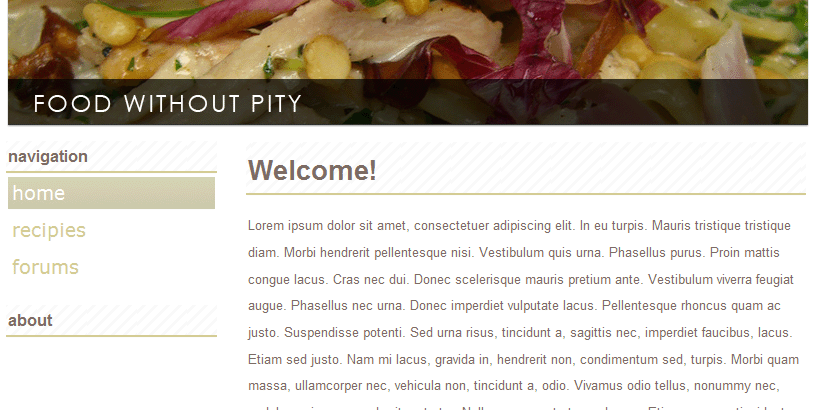 FOOD WITHOUT PITY
navigation
home
recipies
forums
about
Welcome!
Lorem ipsum dolor sit amet, consectetuer adipiscing elit. In eu turpis. Mauris tristique tristique
diam. Morbi hendrerit pellentesque nisi. Vestibulum quis urna. Phasellus purus. Proin mattis
congue lacus. Cras nec dui. Donec scelerisque mauris pretium ante. Vestibulum viverra feugiat
augue. Phasellus nec urna. Donec imperdiet vulputate lacus. Pellentesque rhoncus quam ac
justo. Suspendisse potenti. Sed urna risus, tincidunt a, sagittis nec, imperdiet faucibus, lacus.
Etiam sed justo. Nam mi lacus, gravida in, hendrerit non, condimentum sed, turpis. Morbi quam
massa, ullamcorper nec, vehicula non, tincidunt a, odio. Vivamus odio tellus, nonummy nec,